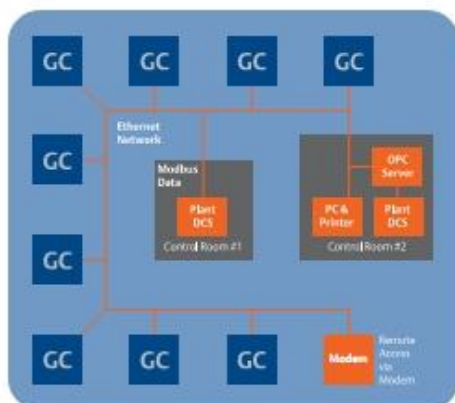 GC
GC
GC
GC
Ethernet
Network
GC
Modbus
Data
Plant
DCS
Control Room #1
OPC
Server
PC &
Printer
Plant
DCS
Control Room #2
GC
GC
GC
GC
Modem
Remote
Access
via
Modem